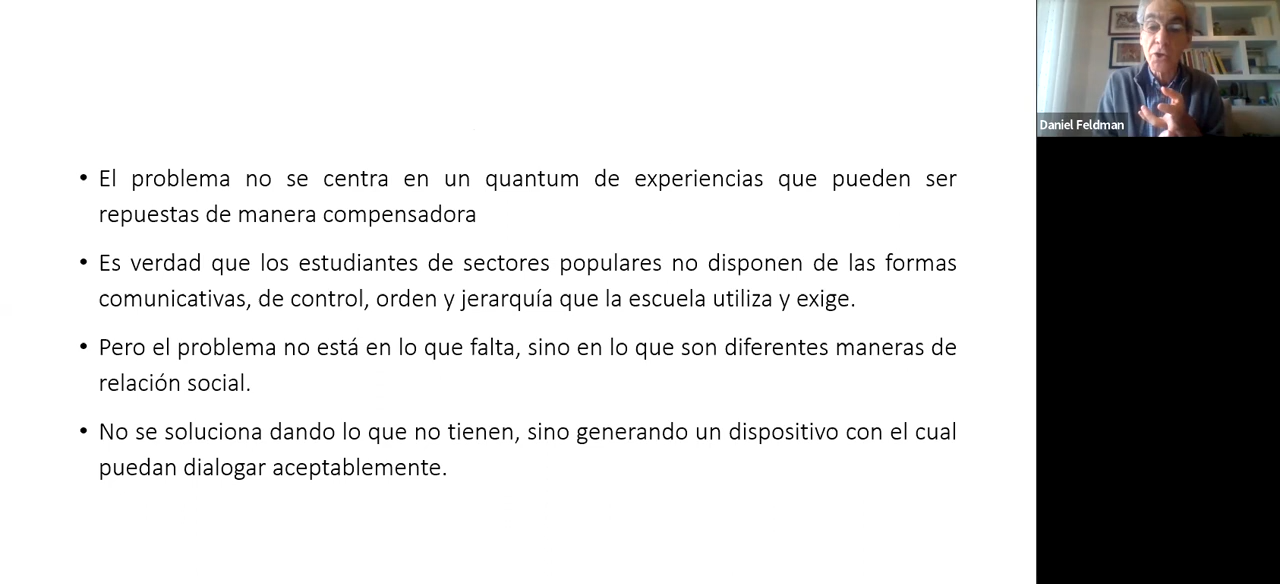 • El problema no se centra en un quantum de experiencias que pueden ser
repuestas de manera compensadora
• Es verdad que los estudiantes de sectores populares no disponen de las formas
comunicativas, de control, orden y jerarquía que la escuela utiliza y exige.
• Pero el problema no está en lo que falta, sino en lo que son diferentes maneras de
relación social.
• No se soluciona dando lo que no tienen, sino generando un dispositivo con el cual
puedan dialogar aceptablemente.
Daniel Feldman